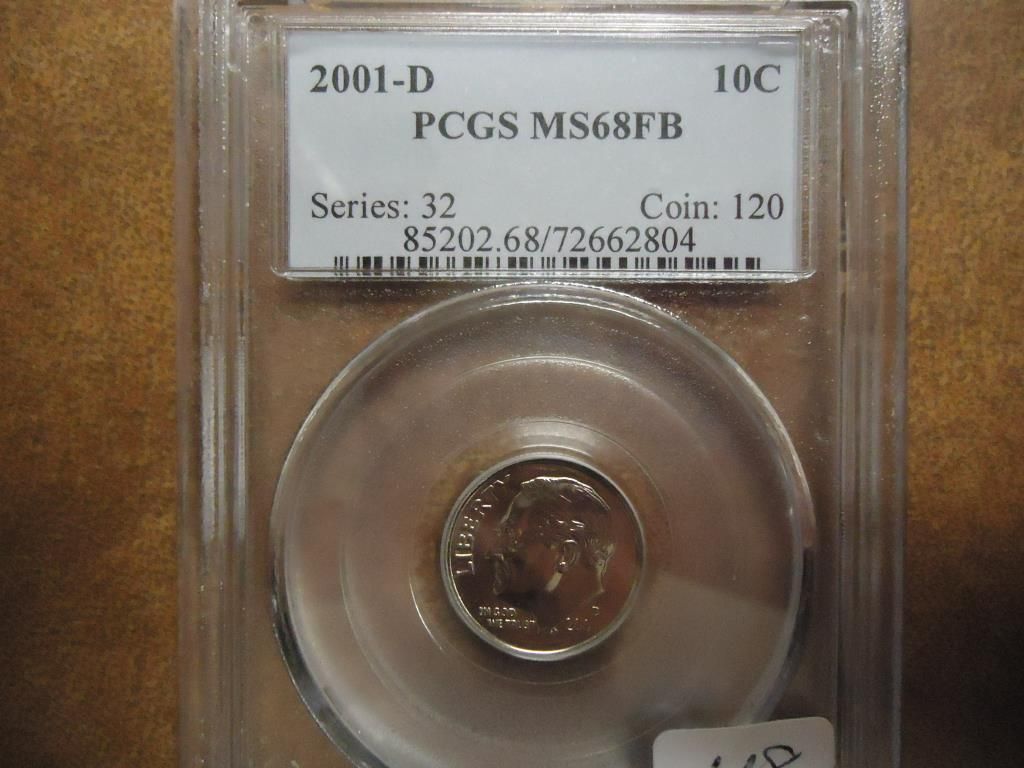 2001-D 10C
PCGS MS68FB
Series: 32 Coin: 120
85202.68/72662804
LIBERTY
IN GOD
WE TRUST
D